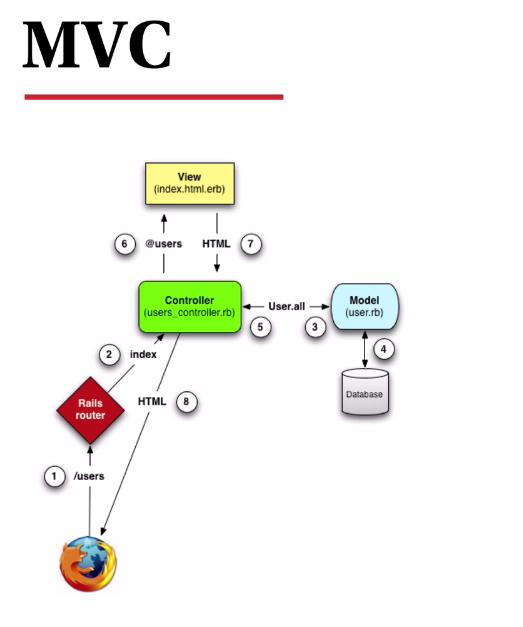 MVC
View
(index.html.erb)
6 @users HTML 7
Controller
(users_controller.rb)
User.all
Model
(user.rb)
5 3
4
2 index
Database
Rails
router
HTML 8
1 /users